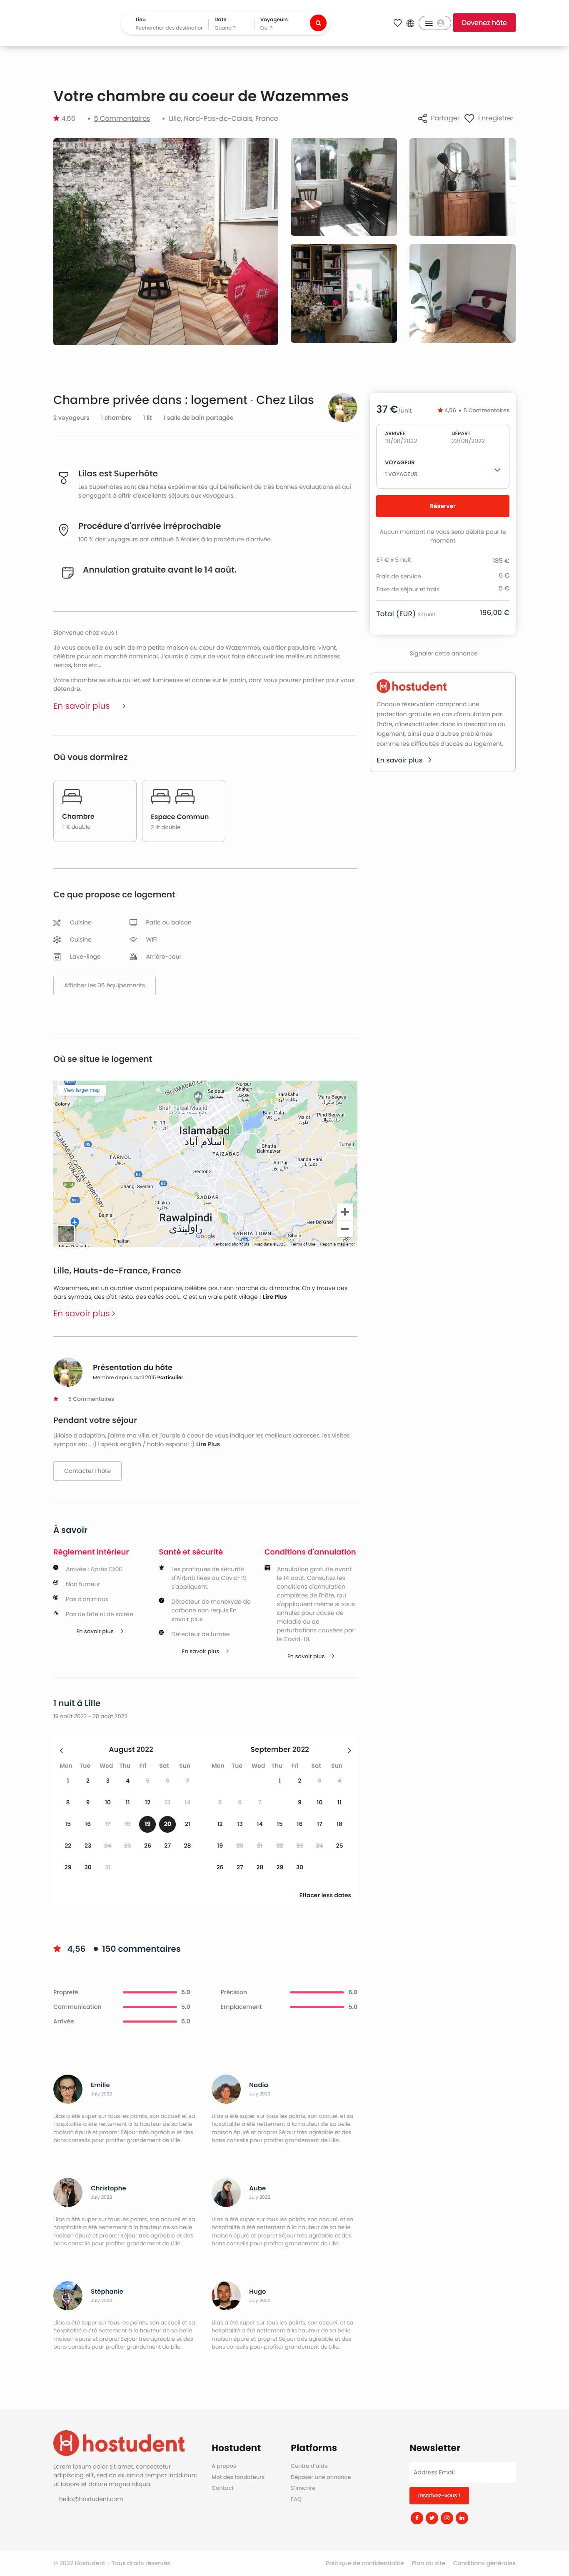 Lieu
Rechercher des destination
Date
Quand ?
Voyageurs
Qui ?
Devenez hôte
Votre chambre au coeur de Wazemmes
4,56 • 5 Commentaires • Lille, Nord-Pas-de-Calais, France
Partager
Enregistrer
Chambre privée dans : logement · Chez Lilas
2 voyageurs 1 chambre 1 lit 1 salle de bain partagée
Lilas est Superhôte
Les Superhôtes sont des hôtes expérimentés qui bénéficient de très bonnes évaluations et qui
s'engagent à offrir d'excellents séjours aux voyageurs.
Procédure d'arrivée irréprochable
100 % des voyageurs ont attribué 5 étoiles à la procédure d'arrivée.
Annulation gratuite avant le 14 août.
Bienvenue chez vous !
Je vous accueille au sein de ma petite maison au cœur de Wazemmes, quartier populaire, vivant,
célèbre pour son marché dominical. J'aurais à cœur de vous faire découvrir les meilleurs adresses
restos, bars etc...
Votre chambre se situe au 1er, est lumineuse et donne sur le jardin, dont vous pourrez profiter pour vous
détendre.
En savoir plus
37 €/unit
4,56 • 5 Commentaires
ARRIVÉE
19/08/2022
DÉPART
22/08/2022
VOYAGEUR
1 VOYAGEUR
Réserver
Aucun montant ne vous sera débité pour le
moment
37 € x 5 nuit 185 €
Frais de service 6 €
Taxe de séjour et frais 5 €
Total (EUR) 37/unit 196,00 €
Signaler cette annonce
hostudent
Chaque réservation comprend une
protection gratuite en cas d'annulation par
l'hôte, d'inexactitudes dans la description du
logement, ainsi que d'autres problèmes
comme les difficultés d'accès au logement.
En savoir plus
Où vous dormirez
Chambre
1 lit double
Espace Commun
2 lit double
Ce que propose ce logement
Cuisine
Patio ou balcon
Cuisine
WIFI
Lave-linge
Arrière-cour
Afficher les 36 équipements
Où se situe le logement
View larger map
Colony
Shah Faisal Masjid
Saidpur
Shahran
Barakahu
Maira Begwal
Bani Gala
Malot
Pind Begwal
E-11
Islamabad
اسلام آباد
FAIZABAD
Chatta
Bakhtawar
Tumair
TARNOL
Ali Pur
Thanda Pani
Sector 2
Jhangi Syedan
Chakra
SADDAR
Rawalpindi
راولپنڈی
BAHRIA TOWN
Sihala
Thalian
Google
Keyboard shortcuts Map data ©2023 Terms of Use Report a map error
Lille, Hauts-de-France, France
Wazemmes, est un quartier vivant populaire, célèbre pour son marché du dimanche. On y trouve des
bars sympas, des p'tit resto, des cafés cool... C'est un vraie petit village ! Lire Plus
En savoir plus
Présentation du hôte
Membre depuis avril 2015 Particulier.
5 Commentaires
Pendant votre séjour
Lilloise d'adoption, j'aime ma ville, et j'aurais à coeur de vous indiquer les meilleurs adresses, les visites
sympas etc... :) I speak english / hablo espanol ;) Lire Plus
Contacter l'hôte
À savoir
Règlement intérieur
Arrivée : Après 13:00
Non fumeur
Pas d'animaux
Pas de fête ni de soirée
En savoir plus
Santé et sécurité
Les pratiques de sécurité
d'Airbnb liées au Covid-19
s'appliquent.
Détecteur de monoxyde de
carbone non requis En
savoir plus
Détecteur de fumée
En savoir plus
Conditions d'annulation
Annulation gratuite avant
le 14 août. Consultez les
conditions d'annulation
complètes de l'hôte, qui
s'appliquent même si vous
annulez pour cause de
maladie ou de
perturbations causées par
le Covid-19.
En savoir plus
1 nuit à Lille
19 août 2022 - 20 août 2022
August 2022
Mon Tue Wed Thu Fri Sat Sun
1 2 3 4 5 6 7
8 9 10 11 12 13 14
15 16 17 18 19 20 21
22 23 24 25 26 27 28
29 30 31
September 2022
Mon Tue Wed Thu Fri Sat Sun
1 2 3 4
5 6 7 9 10 11
12 13 14 15 16 17 18
19 20 21 22 23 24 25
26 27 28 29 30
Effacer less dates
4,56 • 150 commentaires
Propreté 5.0
Précision 5.0
Communication 5.0
Emplacement 5.0
Arrivée 5.0
Emilie
July 2022
Lilas a été super sur tous les points, son accueil et sa
hospitalité a été nettement à la hauteur de sa belle
maison épuré et propre! Séjour très agréable et des
bons conseils pour profiter grandement de Lille.
Nadia
July 2022
Lilas a été super sur tous les points, son accueil et sa
hospitalité a été nettement à la hauteur de sa belle
maison épuré et propre! Séjour très agréable et des
bons conseils pour profiter grandement de Lille.
Christophe
July 2022
Lilas a été super sur tous les points, son accueil et sa
hospitalité a été nettement à la hauteur de sa belle
maison épuré et propre! Séjour très agréable et des
bons conseils pour profiter grandement de Lille.
Aube
July 2022
Lilas a été super sur tous les points, son accueil et sa
hospitalité a été nettement à la hauteur de sa belle
maison épuré et propre! Séjour très agréable et des
bons conseils pour profiter grandement de Lille.
Stéphanie
July 2022
Lilas a été super sur tous les points, son accueil et sa
hospitalité a été nettement à la hauteur de sa belle
maison épuré et propre! Séjour très agréable et des
bons conseils pour profiter grandement de Lille.
Hugo
July 2022
Lilas a été super sur tous les points, son accueil et sa
hospitalité a été nettement à la hauteur de sa belle
maison épuré et propre! Séjour très agréable et des
bons conseils pour profiter grandement de Lille.
hostudent
Lorem ipsum dolor sit amet, consectetur
adipiscing elit, sed do eiusmod tempor incididunt
ut labore et dolore magna aliqua.
hello@hostudent.com
Hostudent
À propos
Mot des fondateurs
Contact
Platforms
Centre d'aide
Déposer une annonce
S'inscrire
FAQ
Newsletter
Address Email
Inscrivez-vous !
© 2022 Hostudent - Tous droits réservés
Politique de confidentialité Plan du site Conditions générales